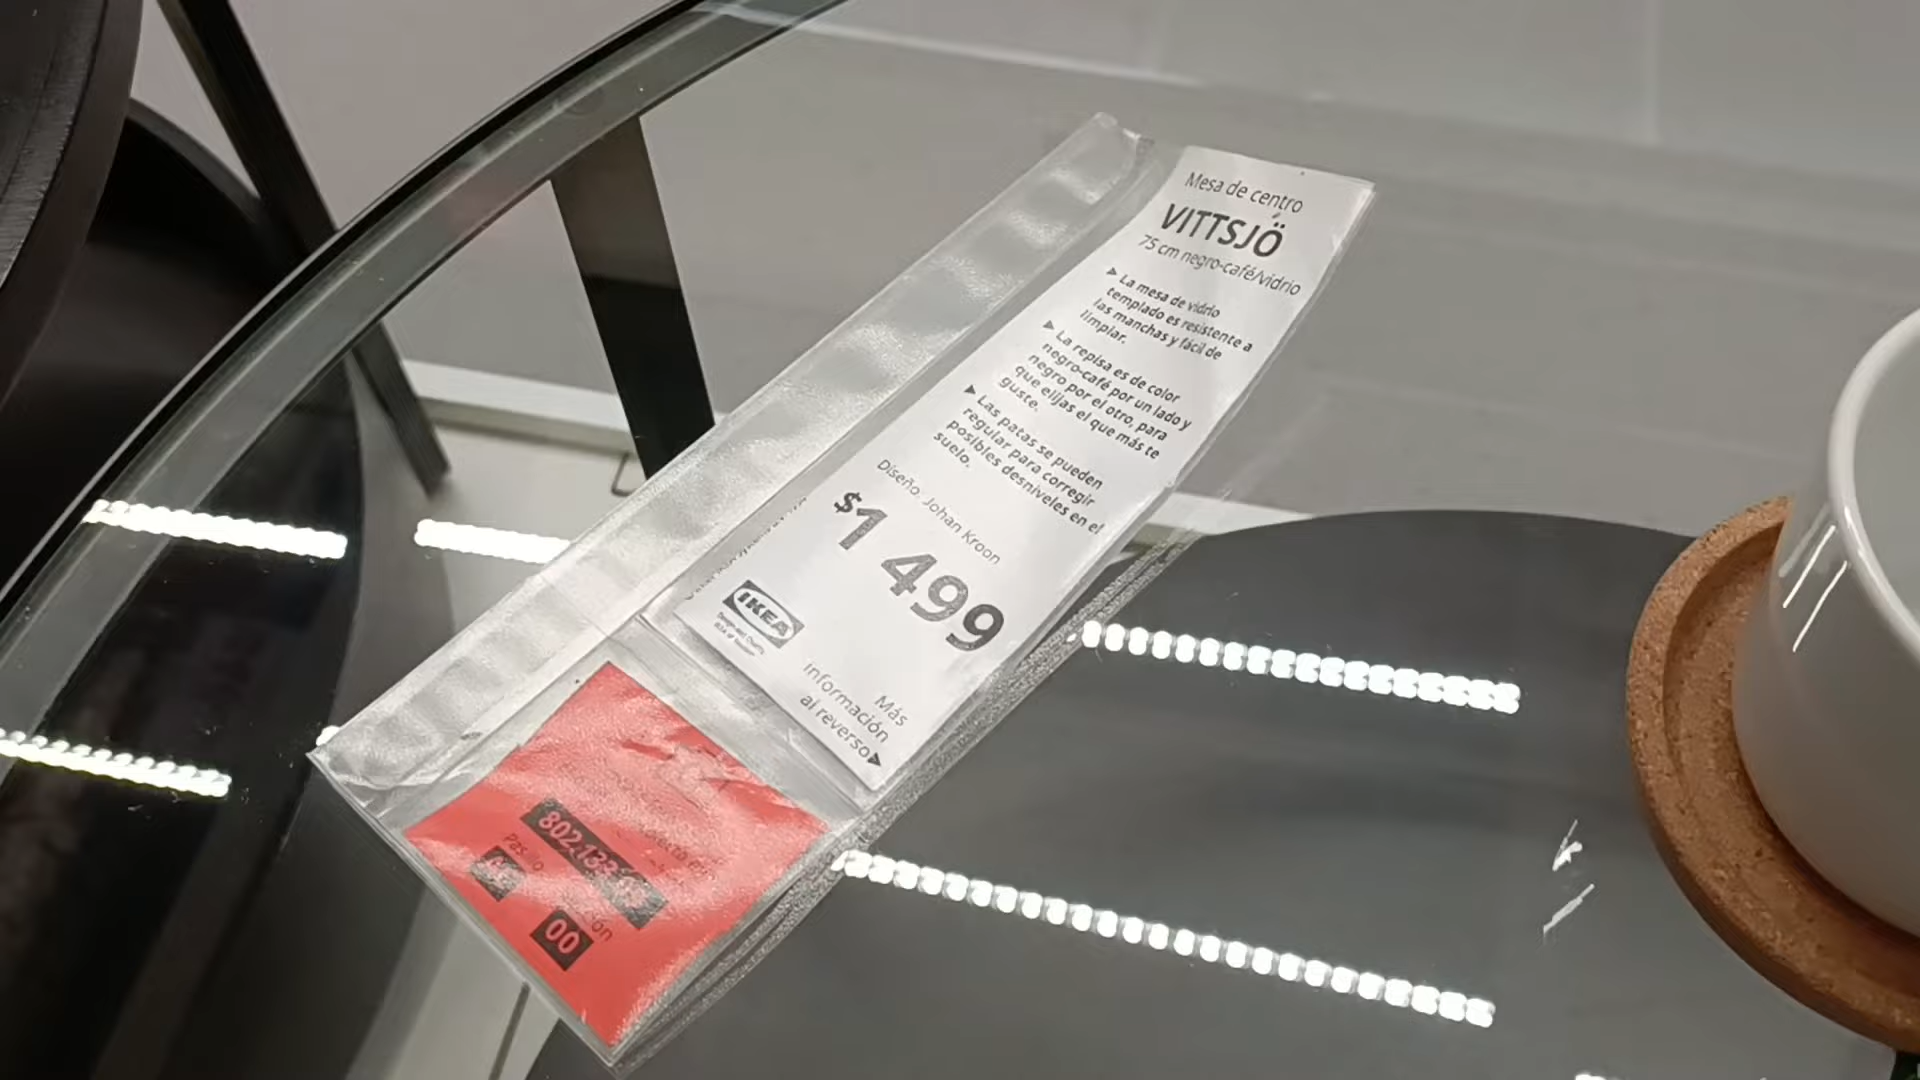 Mesa de centro
VITTSJÖ
75 cm negro-café/vidrio
▶ La mesa de vidrio
templado es resistente a
las manchas y fácil de
limpiar.
▶ La repisa es de color
negro-café por un lado y
negro por el otro, para
que elijas el que más te
guste.
▶ Las patas se pueden
regular para corregir
posibles desniveles en el
suelo.
Diseño: Johan Kroon
$1 499
IKEA
Más
información
al reverso▶
802.133
00